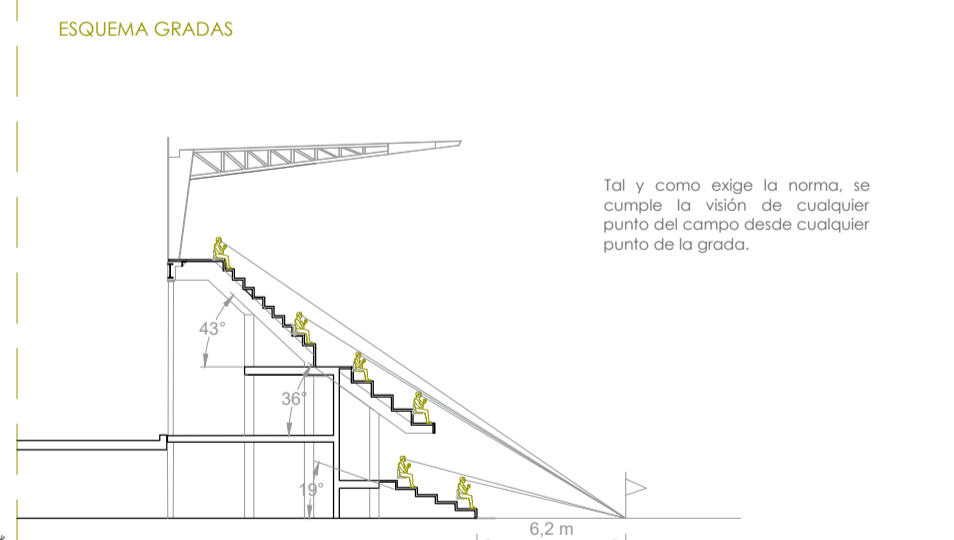 ESQUEMA GRADAS
Tal y como exige la norma, se
cumple la visión de cualquier
punto del campo desde cualquier
punto de la grada.
43°
36°
19°
6,2 m